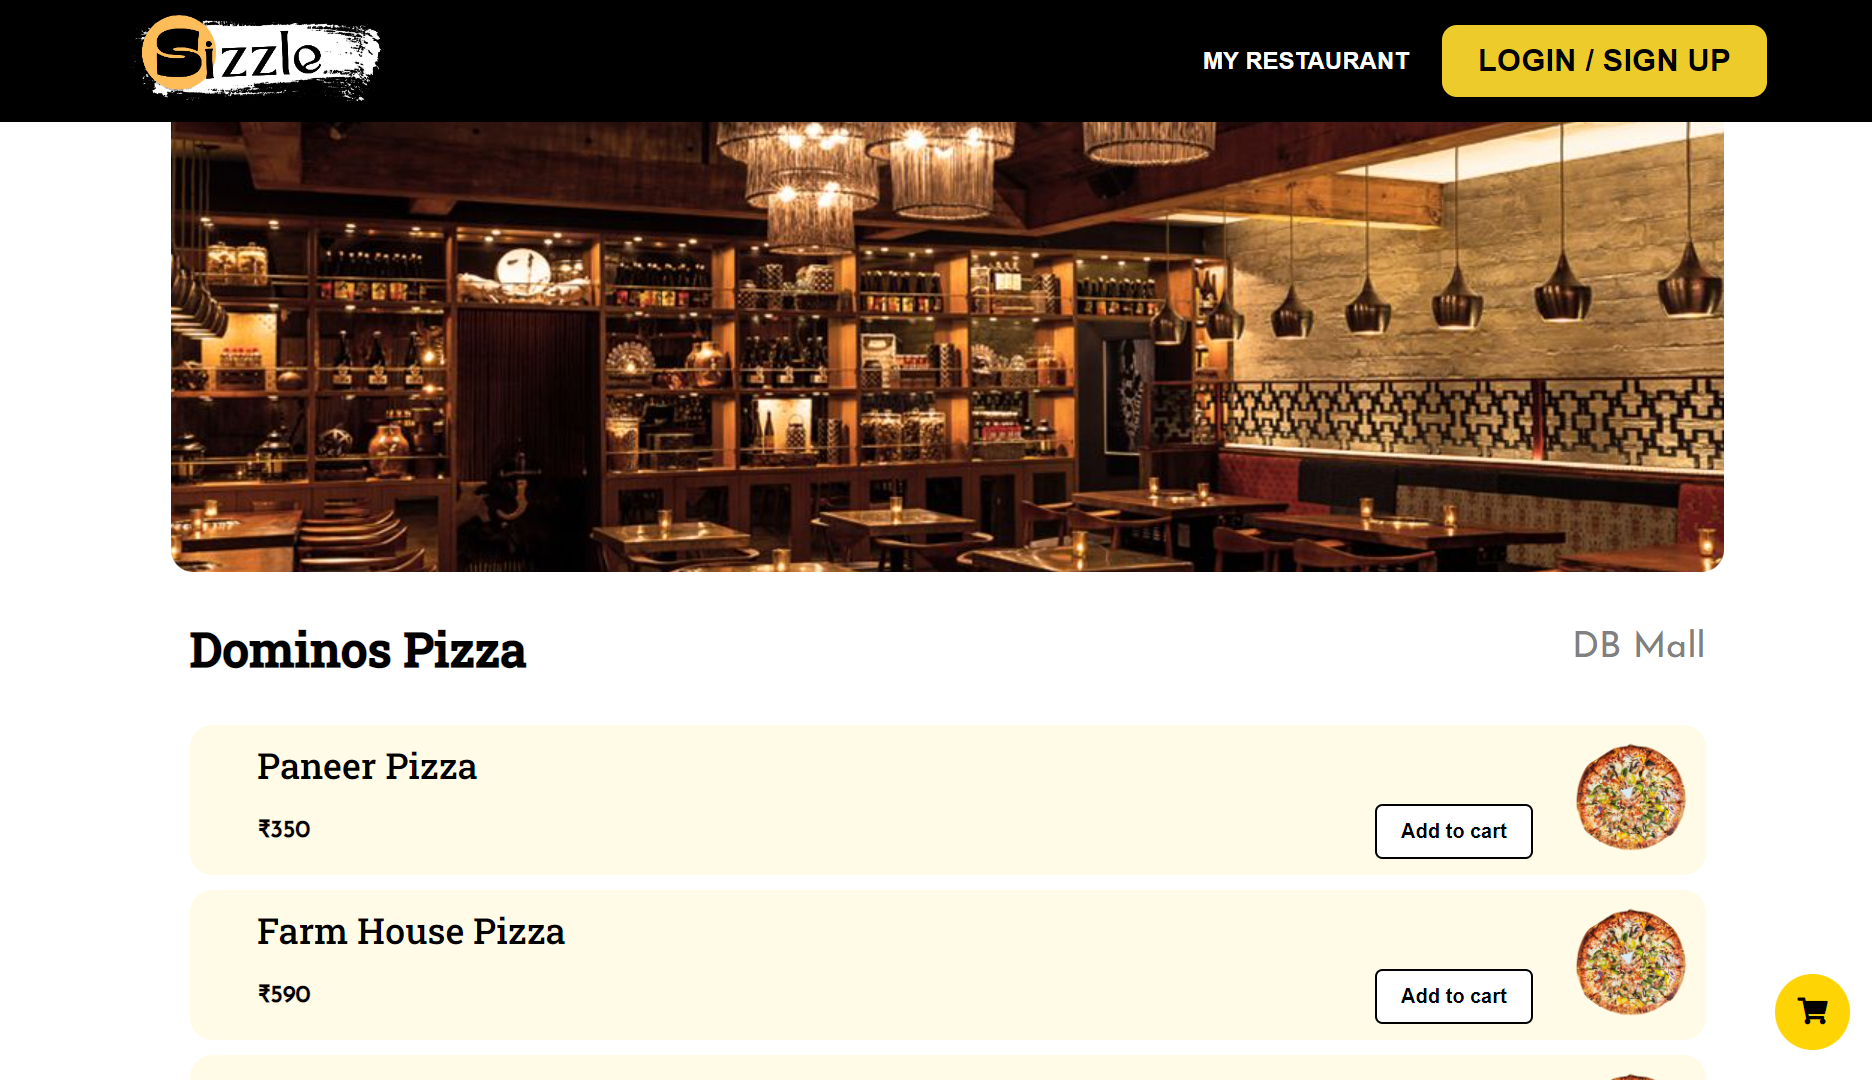 Sizzle
MY RESTAURANT
LOGIN / SIGN UP
Dominos Pizza
DB Mall
Paneer Pizza
₹350
Add to cart
Farm House Pizza
₹590
Add to cart